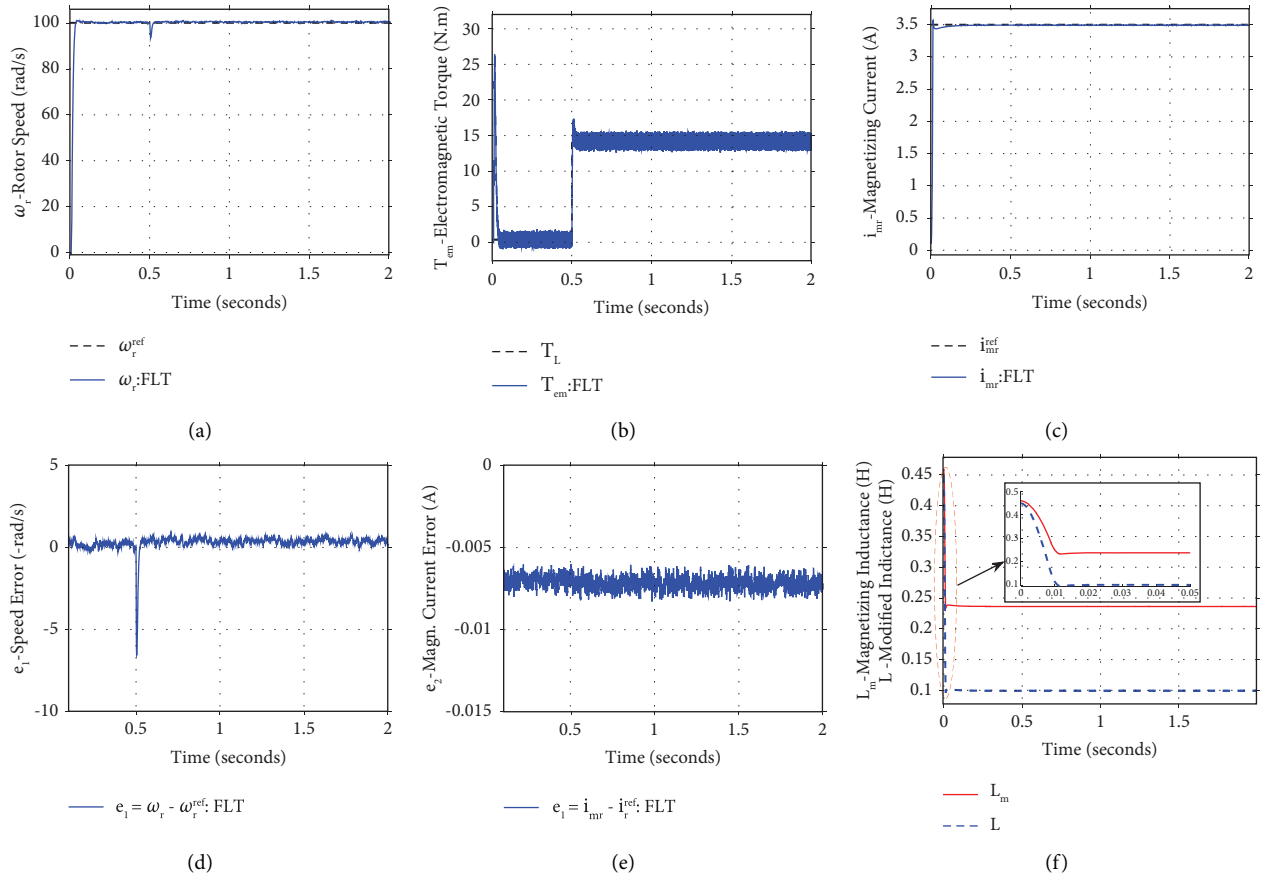 ω_r-Rotor Speed (rad/s)
100
80
60
40
20
0
0 0.5 1 1.5 2
Time (seconds)
ω_r^ref
ω_r:FLT
(a)
T_em-Electromagnetic Torque (N.m)
30
25
20
15
10
5
0
0 0.5 1 1.5 2
Time (seconds)
T_L
T_em:FLT
(b)
i_mr-Magnetizing Current (A)
3.5
3
2.5
2
1.5
1
0.5
0
0 0.5 1 1.5 2
Time (seconds)
i_mr^ref
i_mr:FLT
(c)
e_1-Speed Error (-rad/s)
5
0
-5
-10
0.5 1 1.5 2
Time (seconds)
e_1 = ω_r - ω_r^ref: FLT
(d)
e_2-Magn. Current Error (A)
0
-0.005
-0.01
-0.015
0.5 1 1.5 2
Time (seconds)
e_1 = i_mr - i_r^ref: FLT
(e)
L_m-Magnetizing Inductance (H)
L -Modified Inductance (H)
0.45
0.4
0.35
0.3
0.25
0.2
0.15
0.1
0 0.5 1 1.5
0.5
0.4
0.3
0.2
0.1
0 0.01 0.02 0.03 0.04 0.05
Time (seconds)
L_m
L
(f)